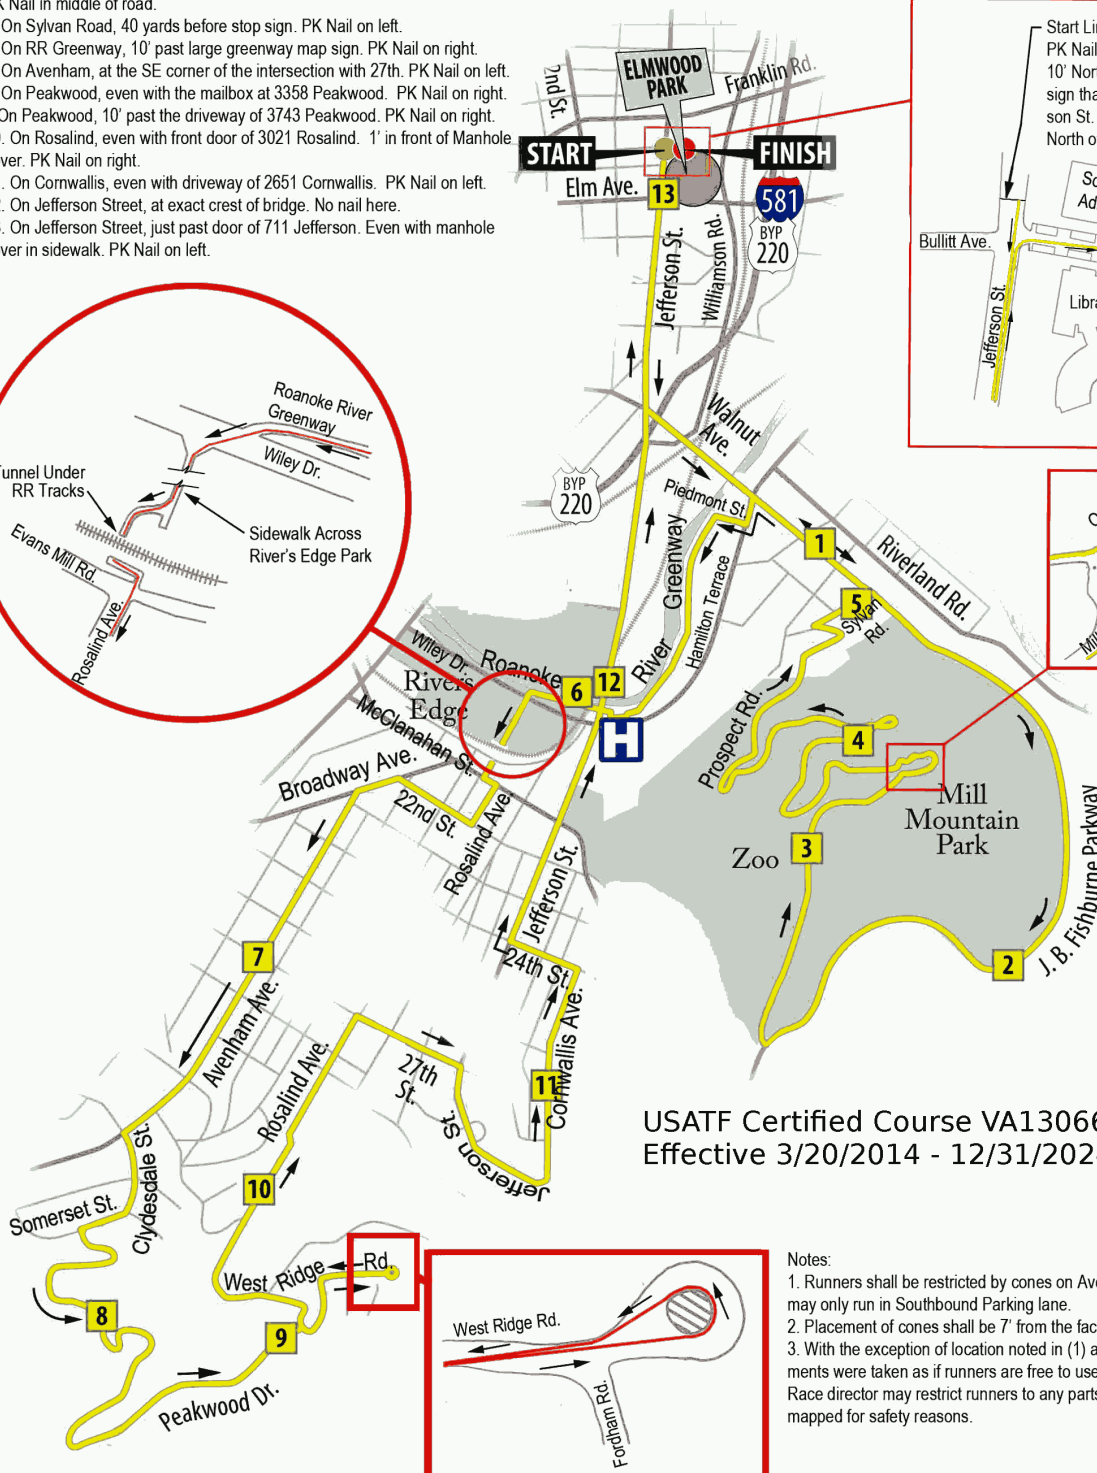 K Nail in middle of road.
On Sylvan Road, 40 yards before stop sign. PK Nail on left.
On RR Greenway, 10' past large greenway map sign. PK Nail on right.
On Avenham, at the SE corner of the intersection with 27th. PK Nail on left.
On Peakwood, even with the mailbox at 3358 Peakwood. PK Nail on right.
On Peakwood, 10' past the driveway of 3743 Peakwood. PK Nail on right.
. On Rosalind, even with front door of 3021 Rosalind. 1' in front of Manhole
ver. PK Nail on right.
. On Cornwallis, even with driveway of 2651 Cornwallis. PK Nail on left.
. On Jefferson Street, at exact crest of bridge. No nail here.
. On Jefferson Street, just past door of 711 Jefferson. Even with manhole
ver in sidewalk. PK Nail on left.
2nd St.
ELMWOOD
PARK
Franklin Rd.
START
FINISH
Elm Ave.
13
581
BYP
220
Jefferson St.
Williamson Rd.
Start Li
PK Nail
10' Nor
sign tha
son St.
North o
Sc
Ad
Bullitt Ave.
Libra
Jefferson St.
Roanoke River
Greenway
Wiley Dr.
Tunnel Under
RR Tracks
Sidewalk Across
River's Edge Park
Evans Mill Rd.
Rosalind Ave.
Walnut
Ave.
BYP
220
Piedmont St.
1
Riverland Rd.
Greenway
River
Hamilton Terrace
5
Sylvan
Rd.
Wiley Dr.
Roanoke
Rivers
Edge
6
12
H
McClanahan St.
Prospect Rd.
4
Mill
Mountain
Park
Zoo
3
Broadway Ave.
22nd St.
Rosalind Ave.
Jefferson St.
J. B. Fishburne Parkway
2
24th St.
7
Avenham Ave.
Rosalind Ave.
27th
St.
11
Cornwallis Ave.
Jefferson St.
USATF Certified Course VA13066
Effective 3/20/2014 - 12/31/202
Clydesdale St.
10
Somerset St.
West Ridge
Rd.
8
9
Peakwood Dr.
West Ridge Rd.
Fordham Rd.
Notes:
1. Runners shall be restricted by cones on Ave
may only run in Southbound Parking lane.
2. Placement of cones shall be 7' from the fac
3. With the exception of location noted in (1) a
ments were taken as if runners are free to use
Race director may restrict runners to any parts
mapped for safety reasons.